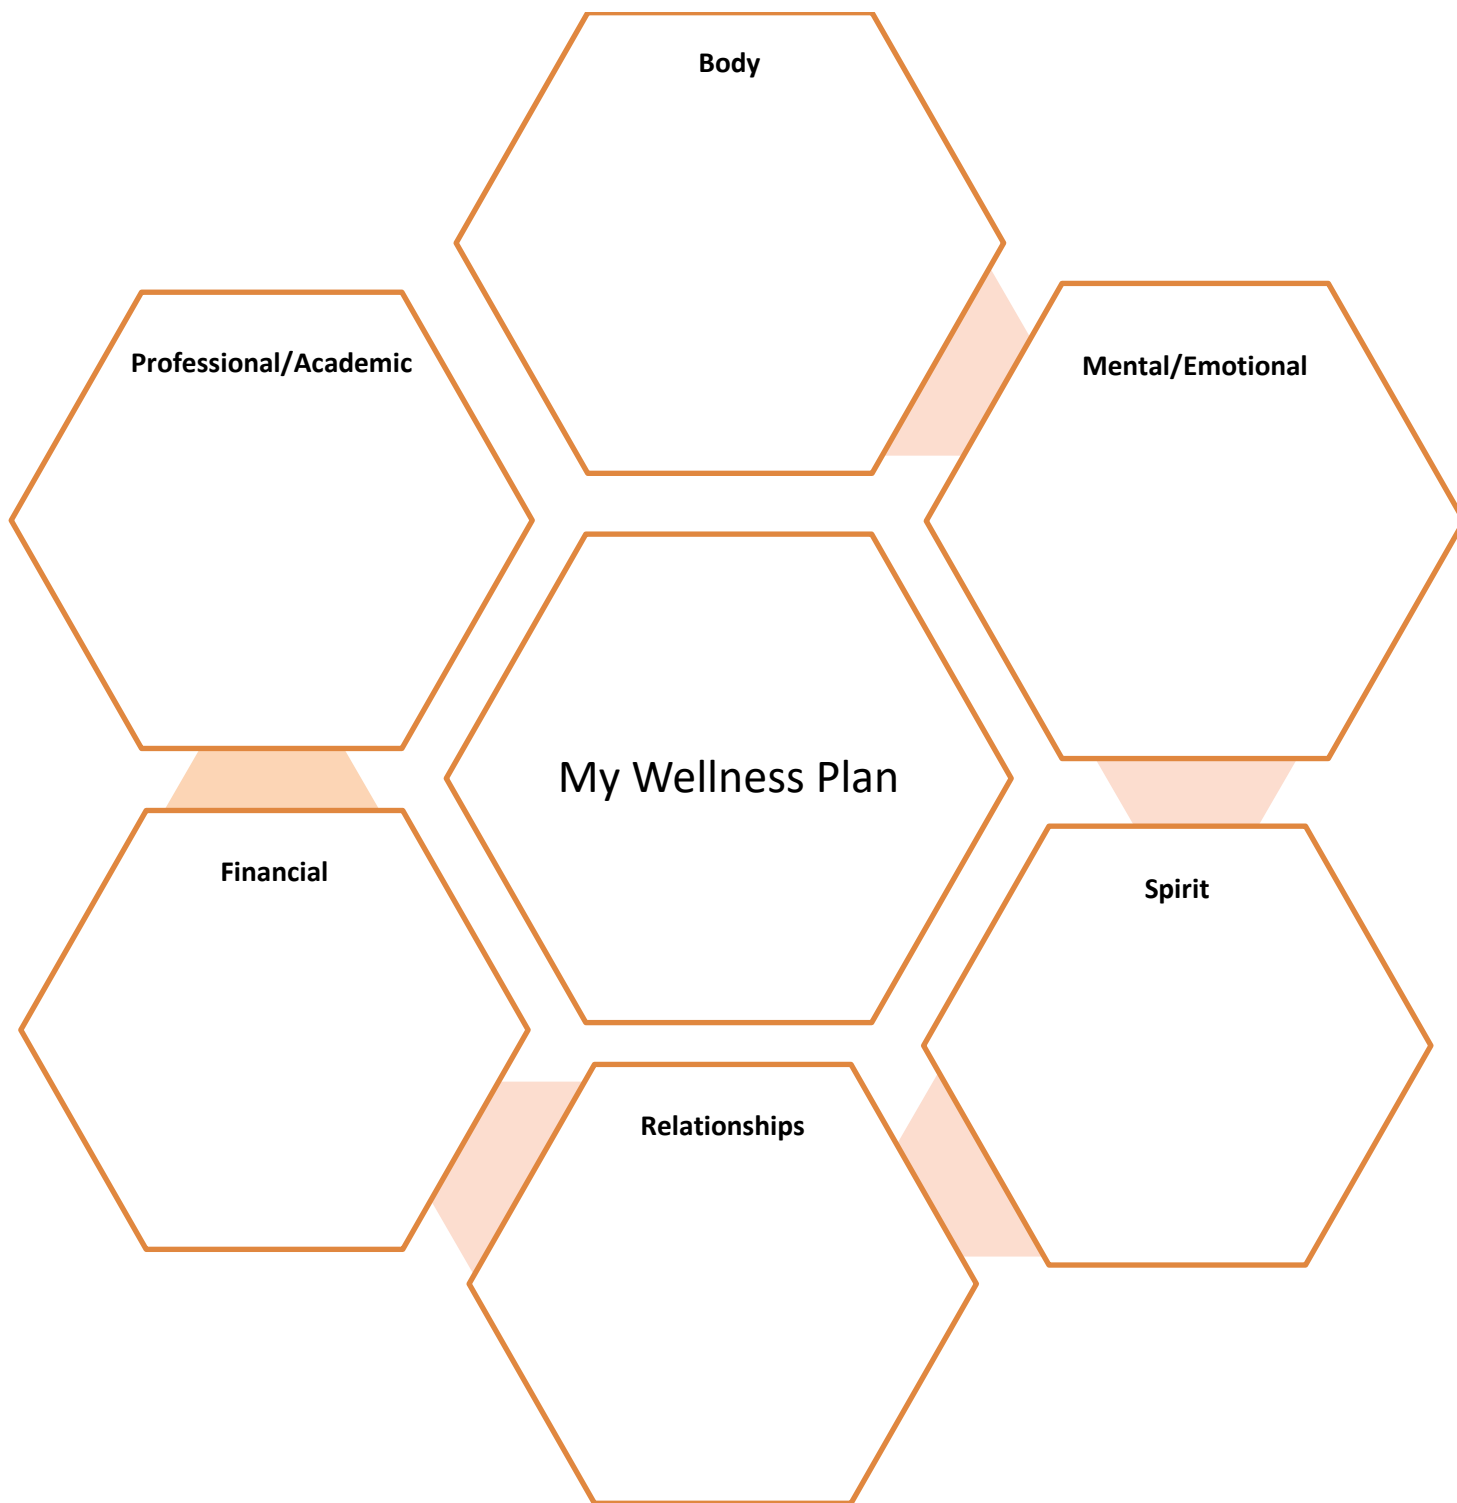 Body
Professional/Academic
Mental/Emotional
My Wellness Plan
Financial
Spirit
Relationships